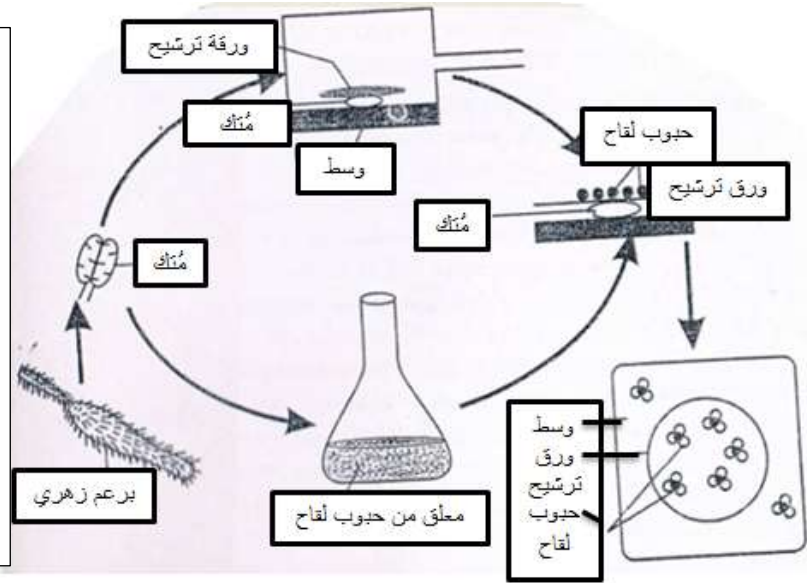 ورقة ترشيح
مُتك
وسط
حبوب لقاح
ورق ترشيح
مُتك
مُتك
برعم زهري
معلق من حبوب لقاح
وسط
ورق
ترشيح
حبوب
لقاح